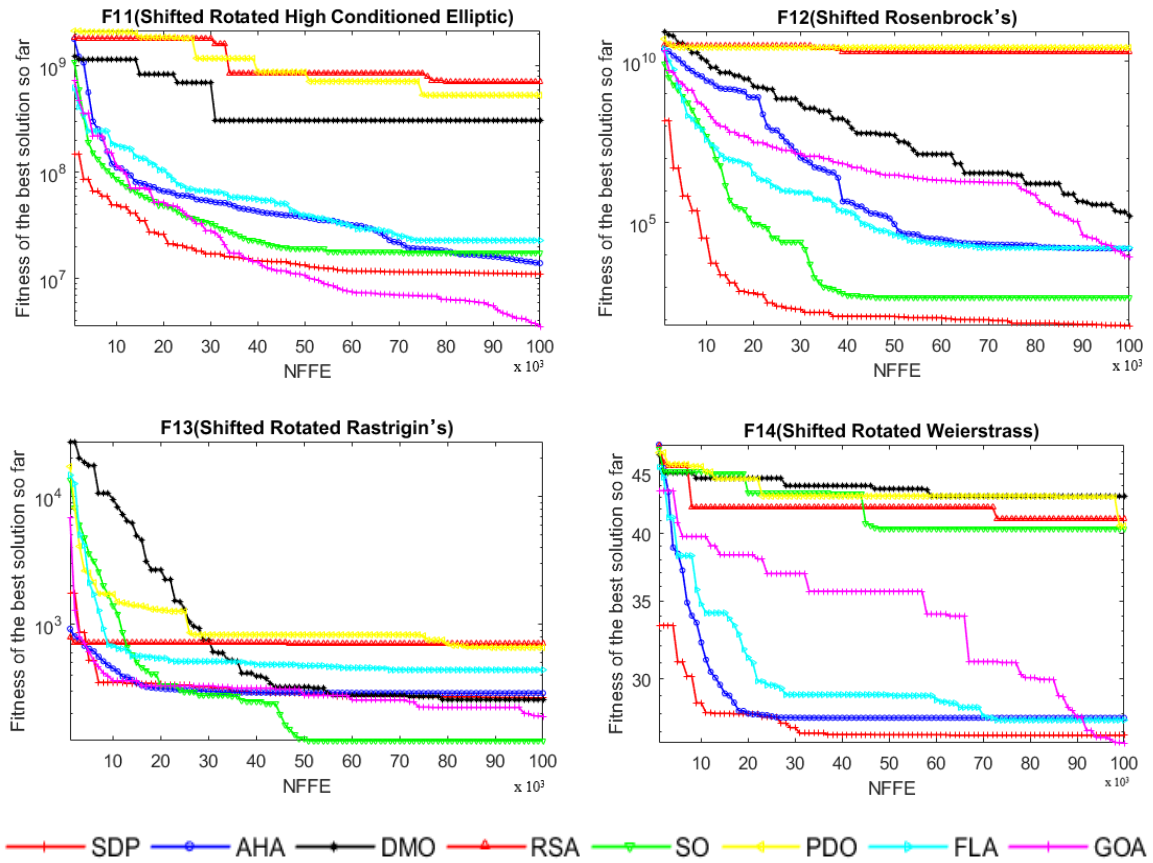 F11(Shifted Rotated High Conditioned Elliptic)
Fitness of the best solution so far
10⁹
10⁸
10⁷
10 20 30 40 50 60 70 80 90 100
NFFE
x 10³
F12(Shifted Rosenbrock's)
Fitness of the best solution so far
10¹⁰
10⁵
10 20 30 40 50 60 70 80 90 100
NFFE
x 10³
F13(Shifted Rotated Rastrigin's)
Fitness of the best solution so far
10⁴
10³
10 20 30 40 50 60 70 80 90 100
NFFE
x 10³
F14(Shifted Rotated Weierstrass)
Fitness of the best solution so far
45
40
35
30
10 20 30 40 50 60 70 80 90 100
NFFE
x 10³
SDP AHA DMO RSA SO PDO FLA GOA